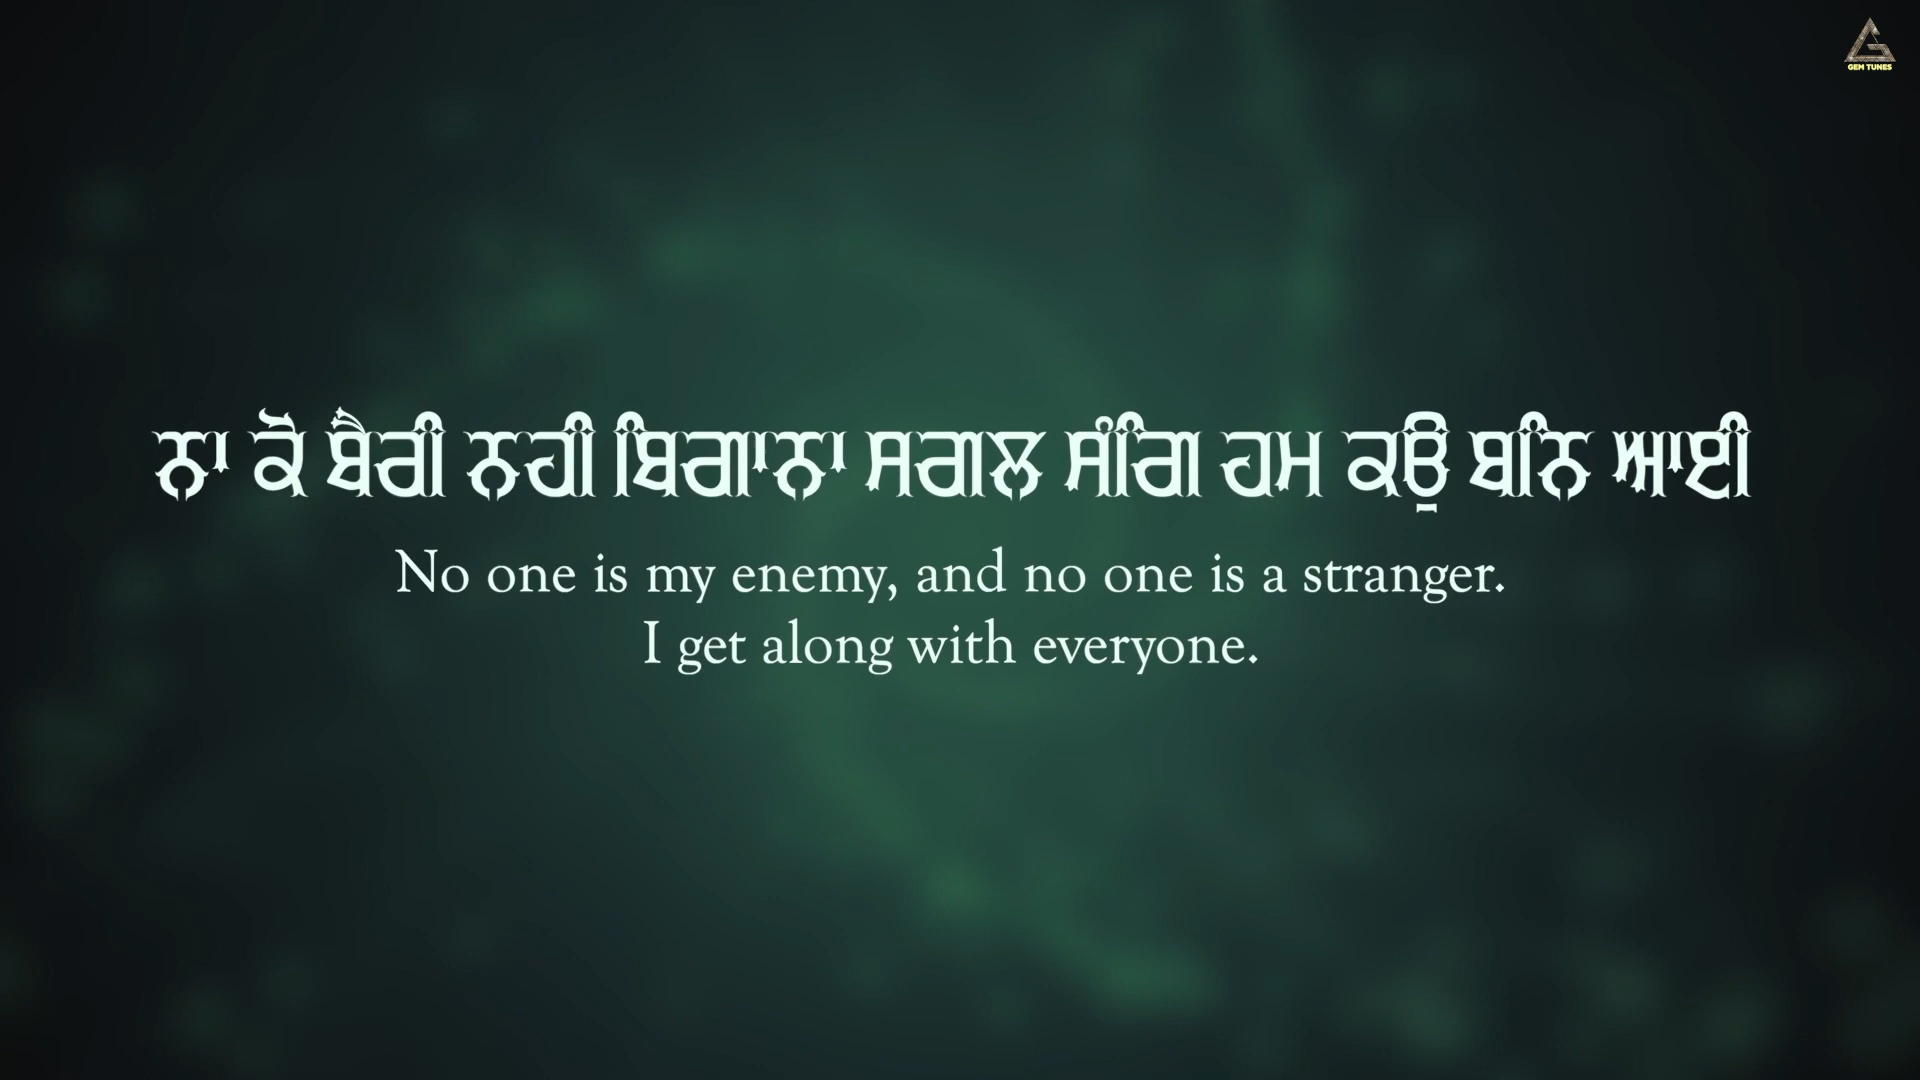 GEM TUNES
ਨਾ ਕੋ ਬੈਰੀ ਨਹੀ ਬਿਗਾਨਾ ਸਗਲ ਸੰਗਿ ਹਮ ਕਉ ਬਨਿ ਆਈ
No one is my enemy, and no one is a stranger.
I get along with everyone.